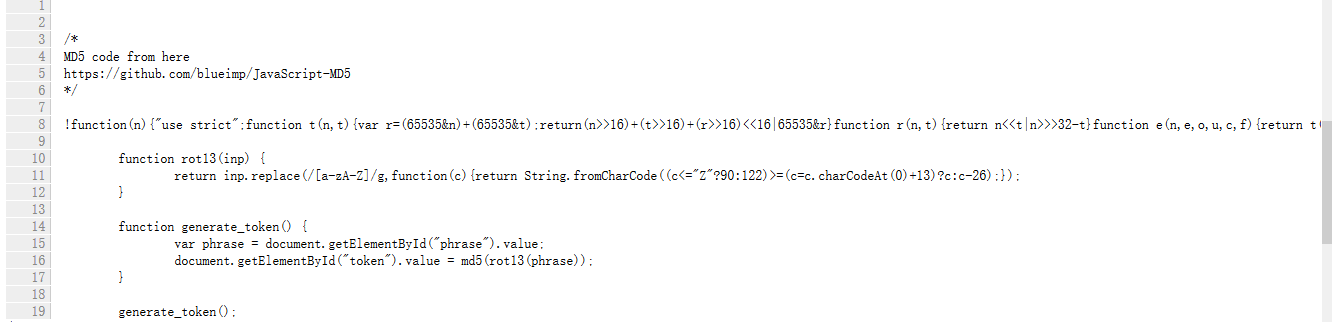 1
2
3 /*
4 MD5 code from here
5 https://github.com/blueimp/JavaScript-MD5
6 */
7
8 !function(n){"use strict";function t(n,t){var r=(65535&n)+(65535&t);return(n>>16)+(t>>16)+(r>>16)<<16|65535&r}function r(n,t){return n<<t|n>>>32-t}function e(n,e,o,u,c,f){return t(
9
10 function rot13(inp) {
11 return inp.replace(/[a-zA-Z]/g,function(c){return String.fromCharCode((c<="Z"?90:122)>=(c=c.charCodeAt(0)+13)?c:c-26);});
12 }
13
14 function generate_token() {
15 var phrase = document.getElementById("phrase").value;
16 document.getElementById("token").value = md5(rot13(phrase));
17 }
18
19 generate_token();